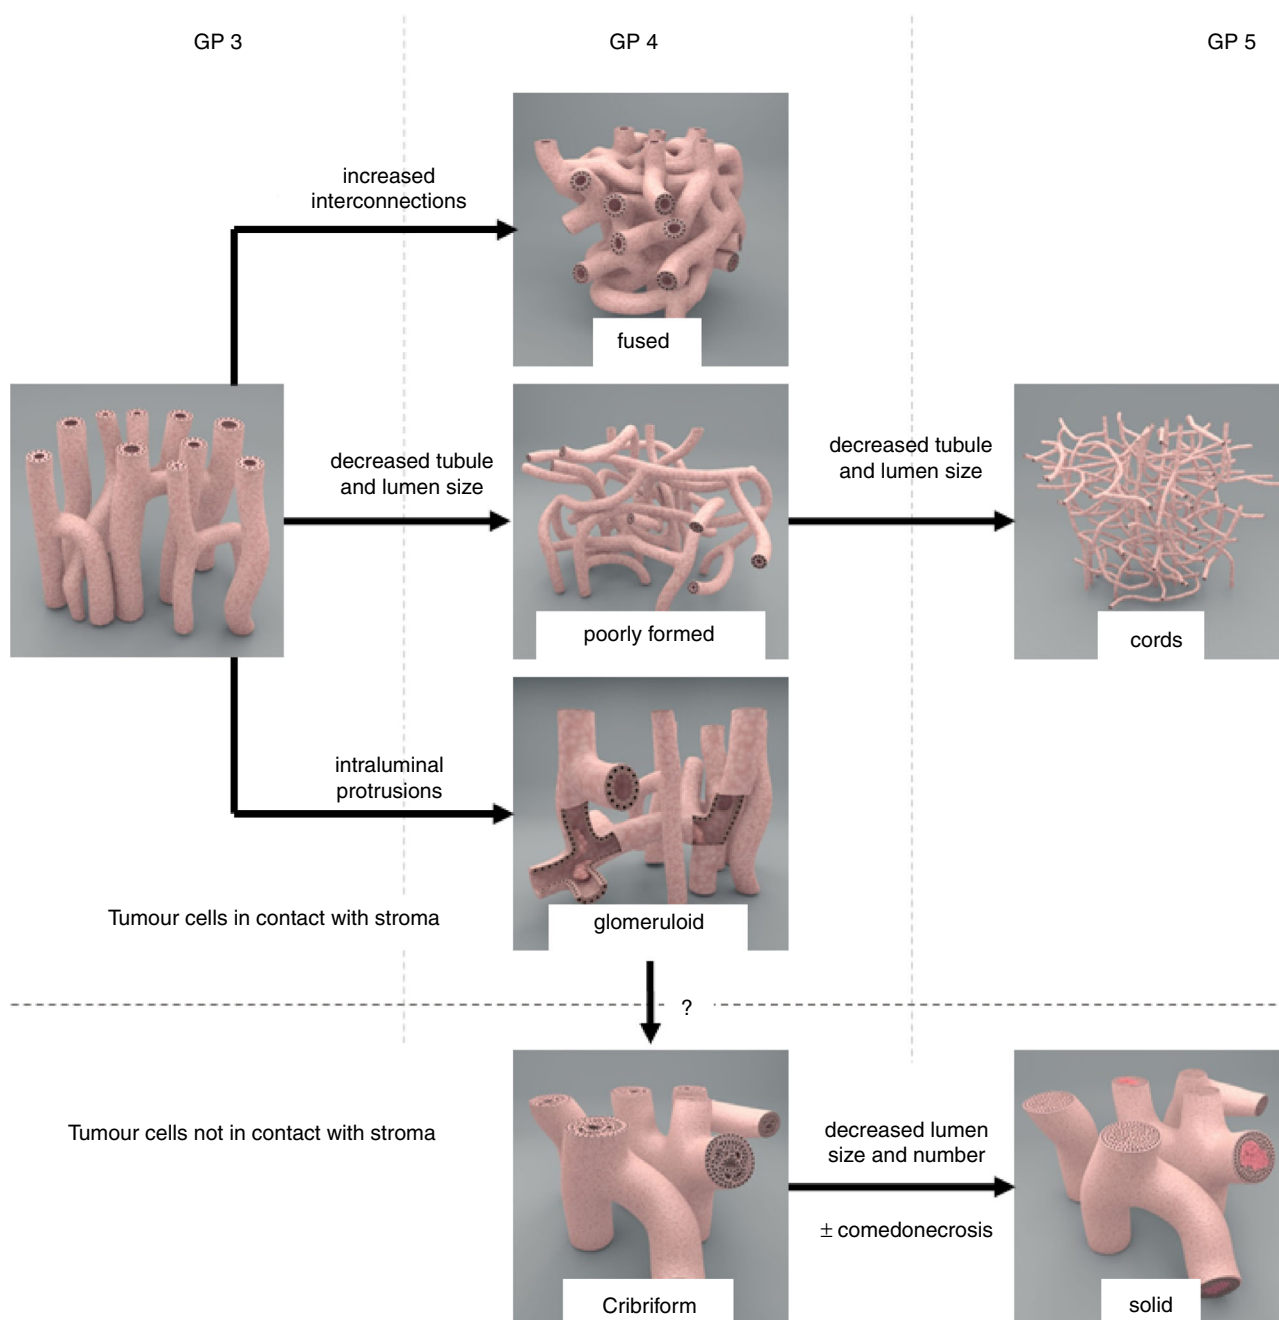 GP 3
GP 4
GP 5
increased
interconnections
fused
decreased tubule
and lumen size
poorly formed
decreased tubule
and lumen size
cords
intraluminal
protrusions
glomeruloid
Tumour cells in contact with stroma
?
Tumour cells not in contact with stroma
Cribriform
decreased lumen
size and number
± comedonecrosis
solid